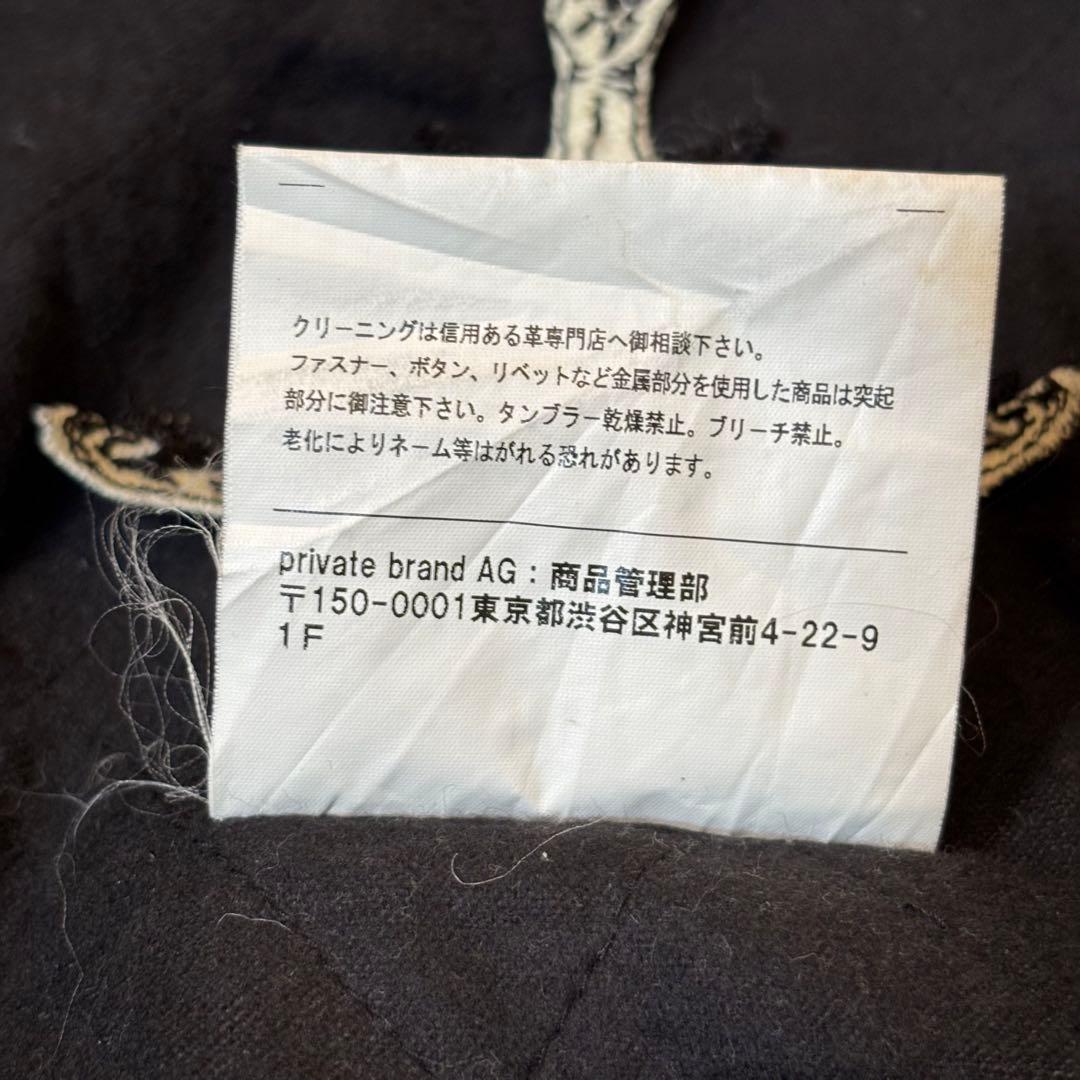 クリーニングは信用ある革専門店へ御相談下さい。
ファスナー、ボタン、リベットなど金属部分を使用した商品は突起
部分に御注意下さい。タンブラー乾燥禁止。ブリーチ禁止。
老化によりネーム等はがれる恐れがあります。
private brand AG : 商品管理部
〒150-0001東京都渋谷区神宮前4-22-9
1F